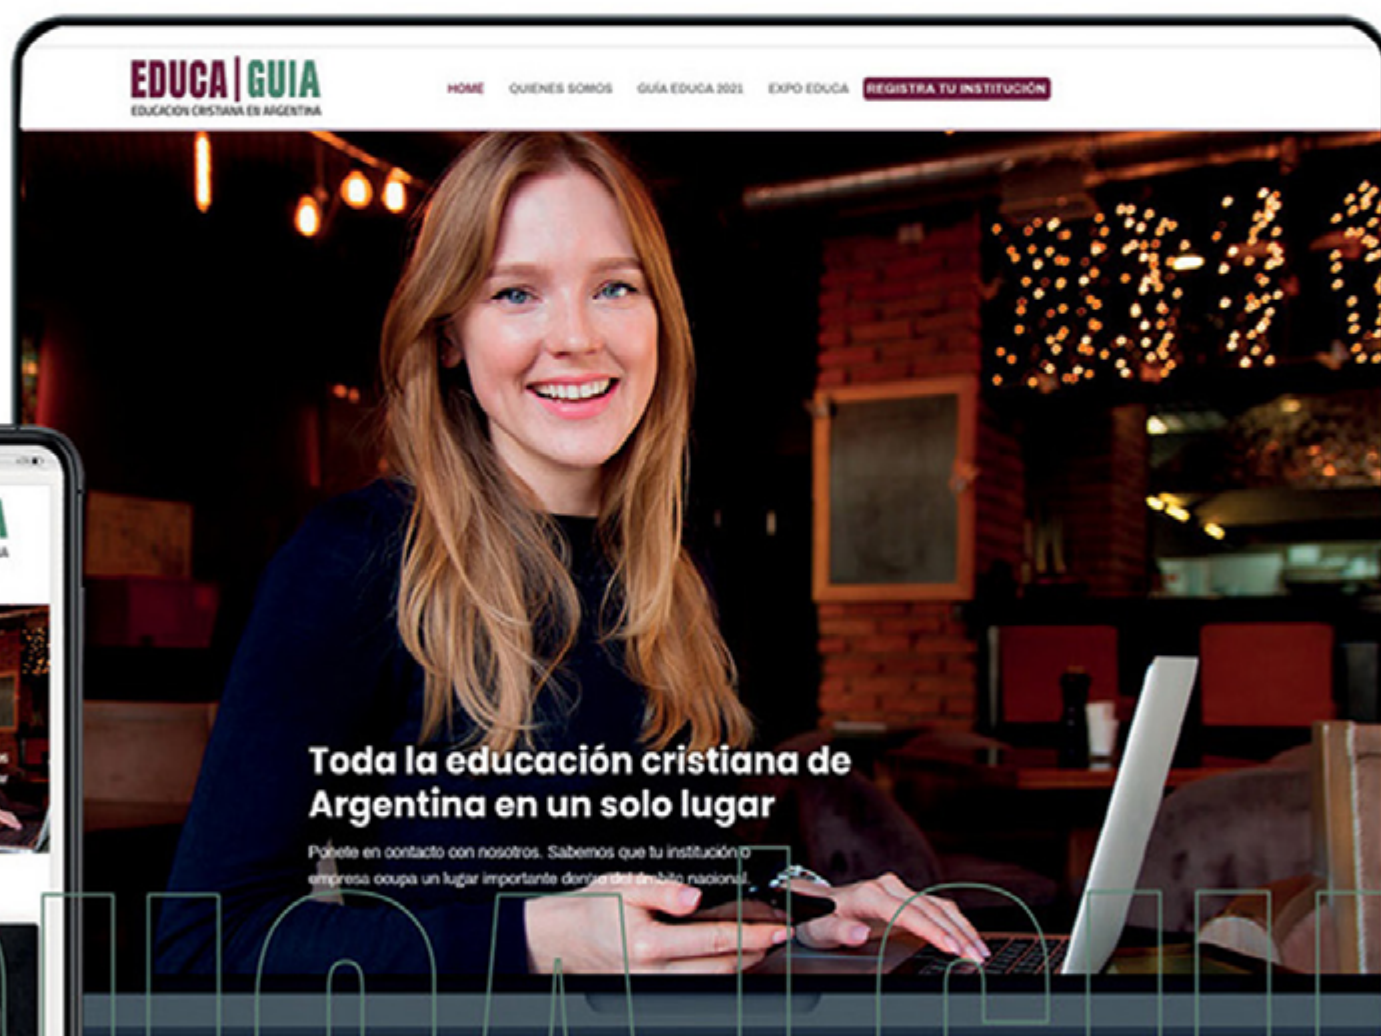 EDUCA|GUIA
EDUCACION CRISTIANA EN ARGENTINA
HOME QUIENES SOMOS GUÍA EDUCA 2021 EXPO EDUCA REGISTRA TU INSTITUCIÓN
Toda la educación cristiana de
Argentina en un solo lugar
Ponete en contacto con nosotros. Sabemos que tu institución o
empresa ocupa un lugar importante dentro del ámbito nacional.